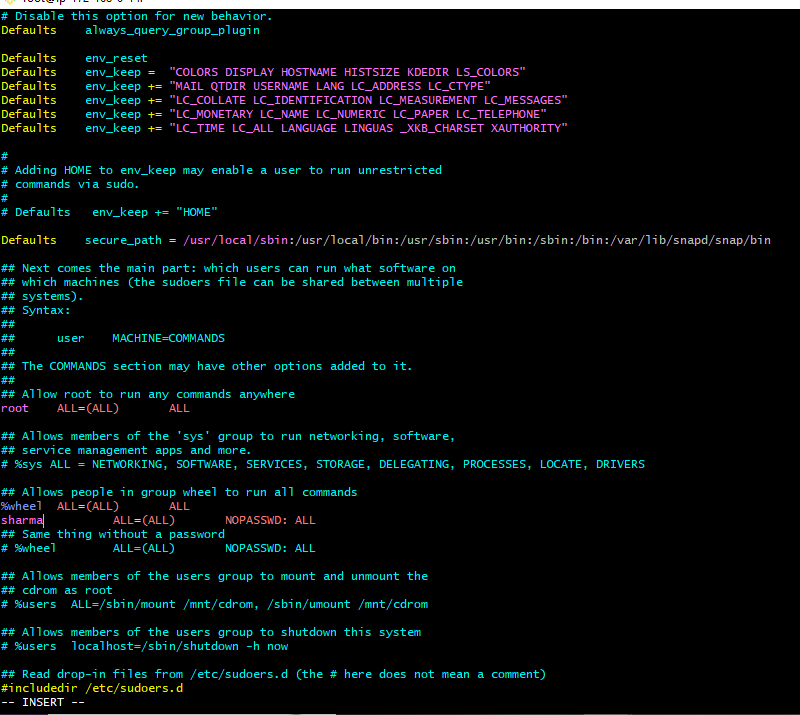 # Disable this option for new behavior.
Defaults    always_query_group_plugin
Defaults    env_reset
Defaults    env_keep =  "COLORS DISPLAY HOSTNAME HISTSIZE KDEDIR LS_COLORS"
Defaults    env_keep += "MAIL QTDIR USERNAME LANG LC_ADDRESS LC_CTYPE"
Defaults    env_keep += "LC_COLLATE LC_IDENTIFICATION LC_MEASUREMENT LC_MESSAGES"
Defaults    env_keep += "LC_MONETARY LC_NAME LC_NUMERIC LC_PAPER LC_TELEPHONE"
Defaults    env_keep += "LC_TIME LC_ALL LANGUAGE LINGUAS _XKB_CHARSET XAUTHORITY"
#
# Adding HOME to env_keep may enable a user to run unrestricted
# commands via sudo.
#
# Defaults   env_keep += "HOME"
Defaults    secure_path = /usr/local/sbin:/usr/local/bin:/usr/sbin:/usr/bin:/sbin:/bin:/var/lib/snapd/snap/bin
## Next comes the main part: which users can run what software on
## which machines (the sudoers file can be shared between multiple
## systems).
## Syntax:
##
##      user    MACHINE=COMMANDS
##
## The COMMANDS section may have other options added to it.
##
## Allow root to run any commands anywhere
root    ALL=(ALL)       ALL
## Allows members of the 'sys' group to run networking, software,
## service management apps and more.
# %sys ALL = NETWORKING, SOFTWARE, SERVICES, STORAGE, DELEGATING, PROCESSES, LOCATE, DRIVERS
## Allows people in group wheel to run all commands
%wheel  ALL=(ALL)       ALL
sharma          ALL=(ALL)       NOPASSWD: ALL
## Same thing without a password
# %wheel        ALL=(ALL)       NOPASSWD: ALL
## Allows members of the users group to mount and unmount the
## cdrom as root
# %users  ALL=/sbin/mount /mnt/cdrom, /sbin/umount /mnt/cdrom
## Allows members of the users group to shutdown this system
# %users  localhost=/sbin/shutdown -h now
## Read drop-in files from /etc/sudoers.d (the # here does not mean a comment)
#includedir /etc/sudoers.d
-- INSERT --